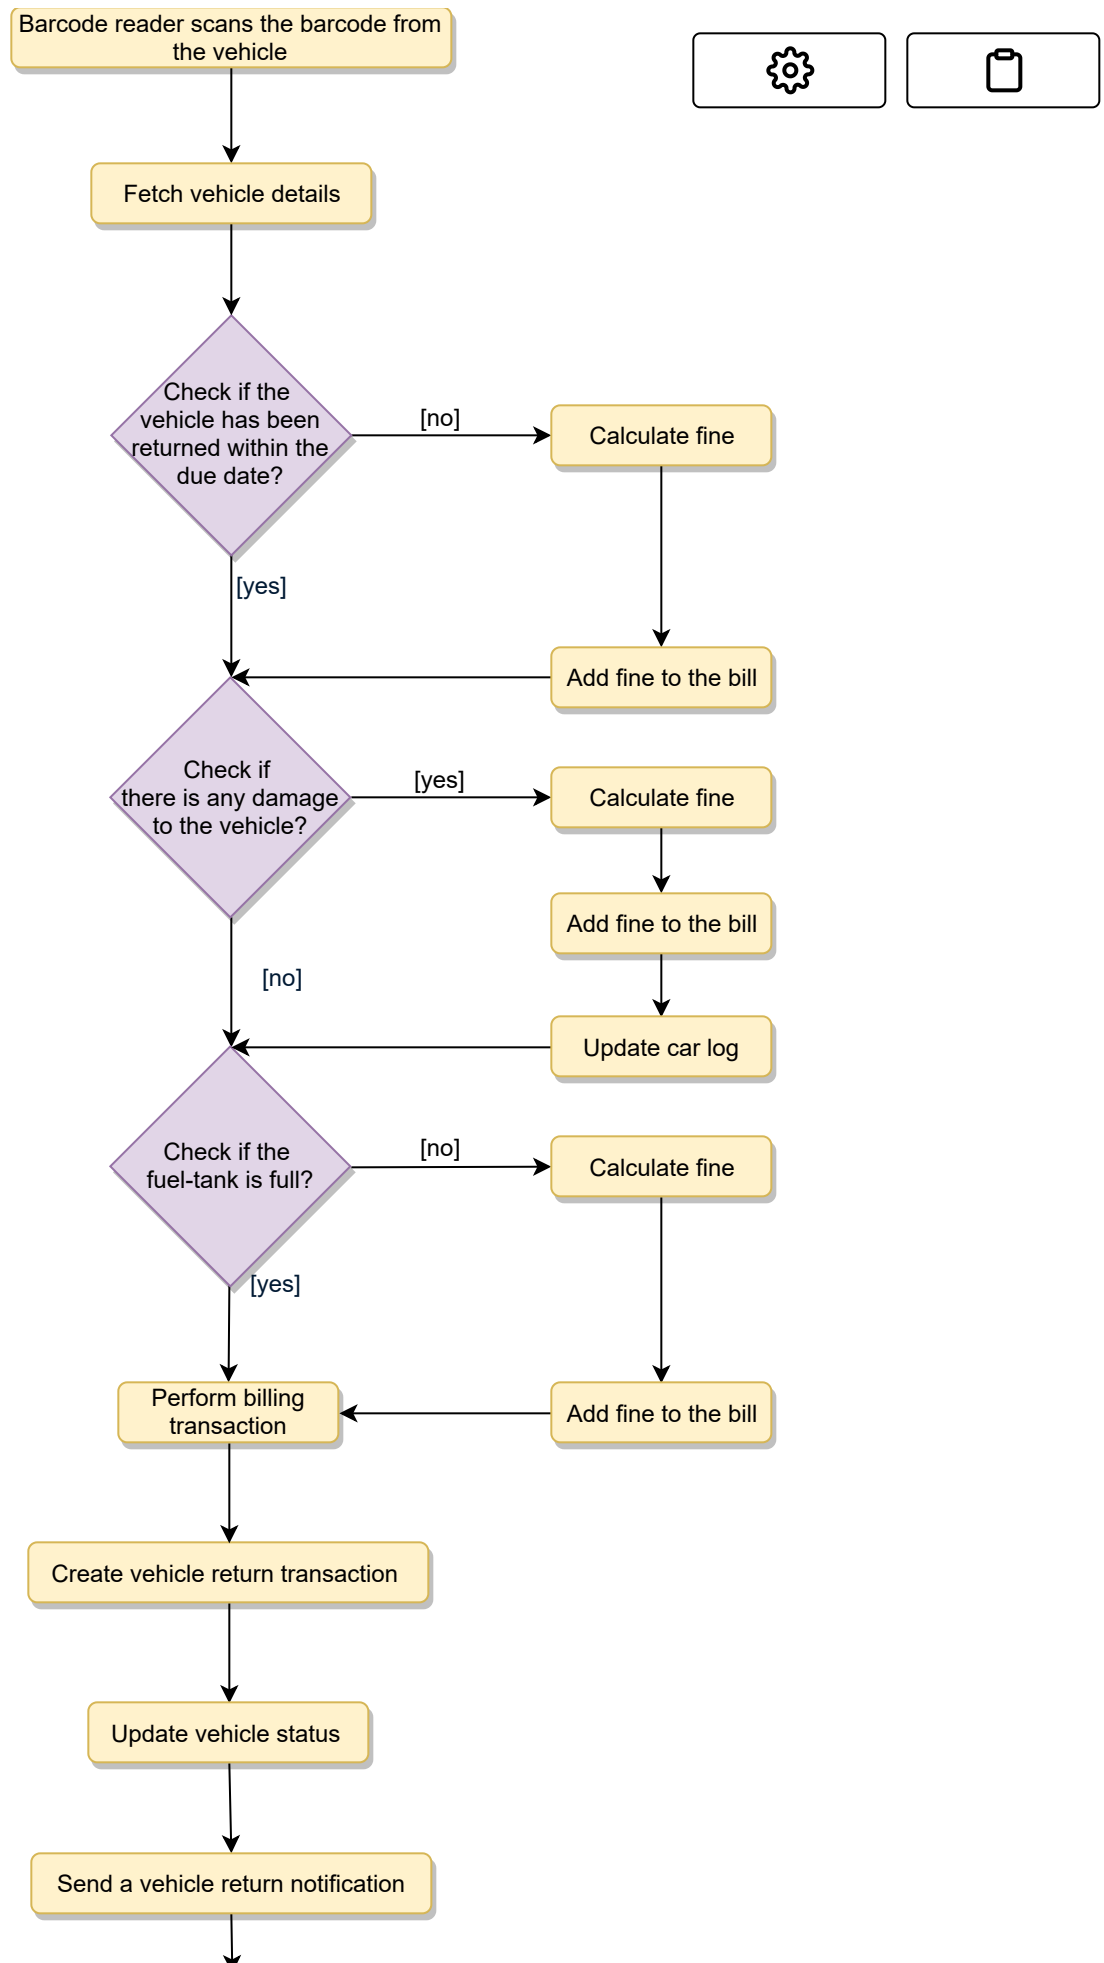 Barcode reader scans the barcode from
the vehicle
Fetch vehicle details
Check if the
vehicle has been
returned within the
due date?
[no]
Calculate fine
[yes]
Add fine to the bill
Check if
there is any damage
to the vehicle?
[yes]
Calculate fine
Add fine to the bill
[no]
Update car log
Check if the
fuel-tank is full?
[no]
Calculate fine
[yes]
Perform billing
transaction
Add fine to the bill
Create vehicle return transaction
Update vehicle status
Send a vehicle return notification